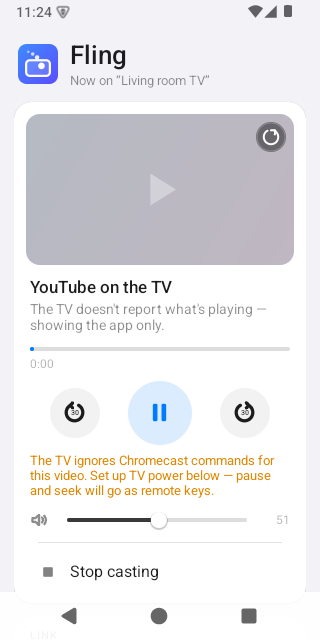 11:24
Fling
Now on “Living room TV”
YouTube on the TV
The TV doesn't report what's playing —
showing the app only.
0:00
30
30
The TV ignores Chromecast commands for
this video. Set up TV power below — pause
and seek will go as remote keys.
51
Stop casting
LINK